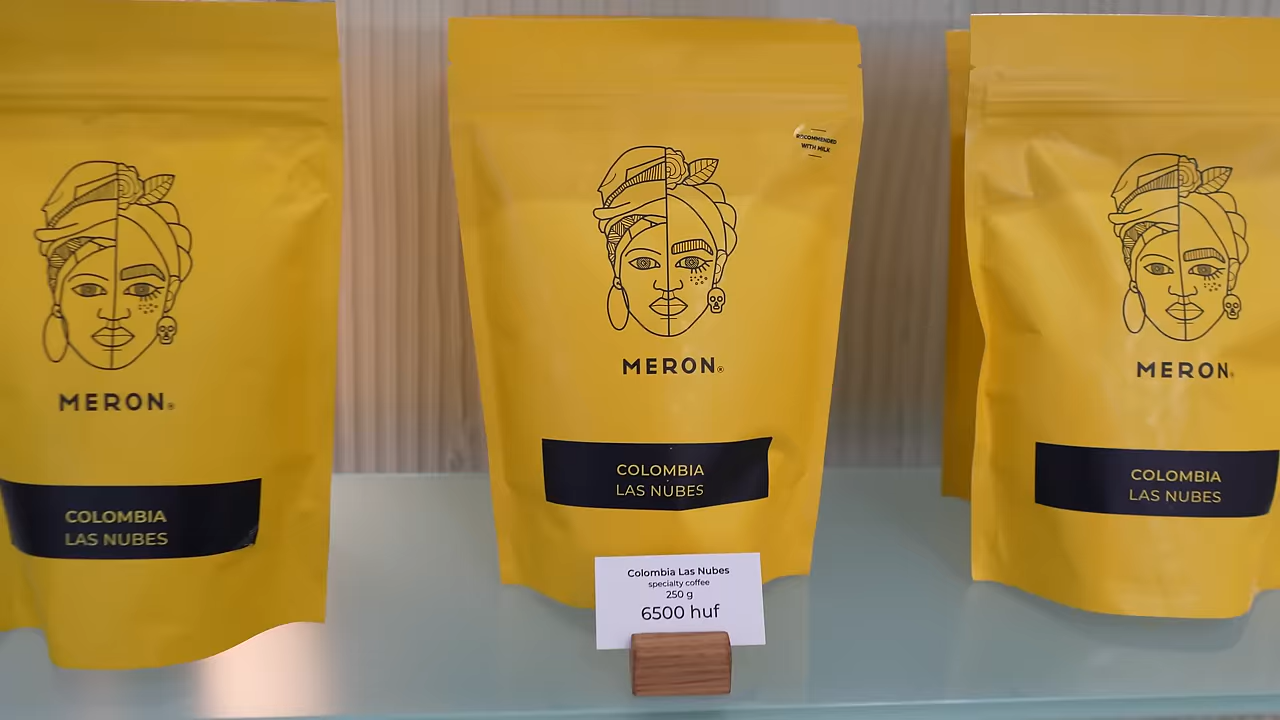 MERON®
COLOMBIA
LAS NUBES
RECOMMENDED
WITH MILK
MERON®
COLOMBIA
LAS NUBES
Colombia Las Nubes
specialty coffee
250 g
6500 huf
MERON®
COLOMBIA
LAS NUBES